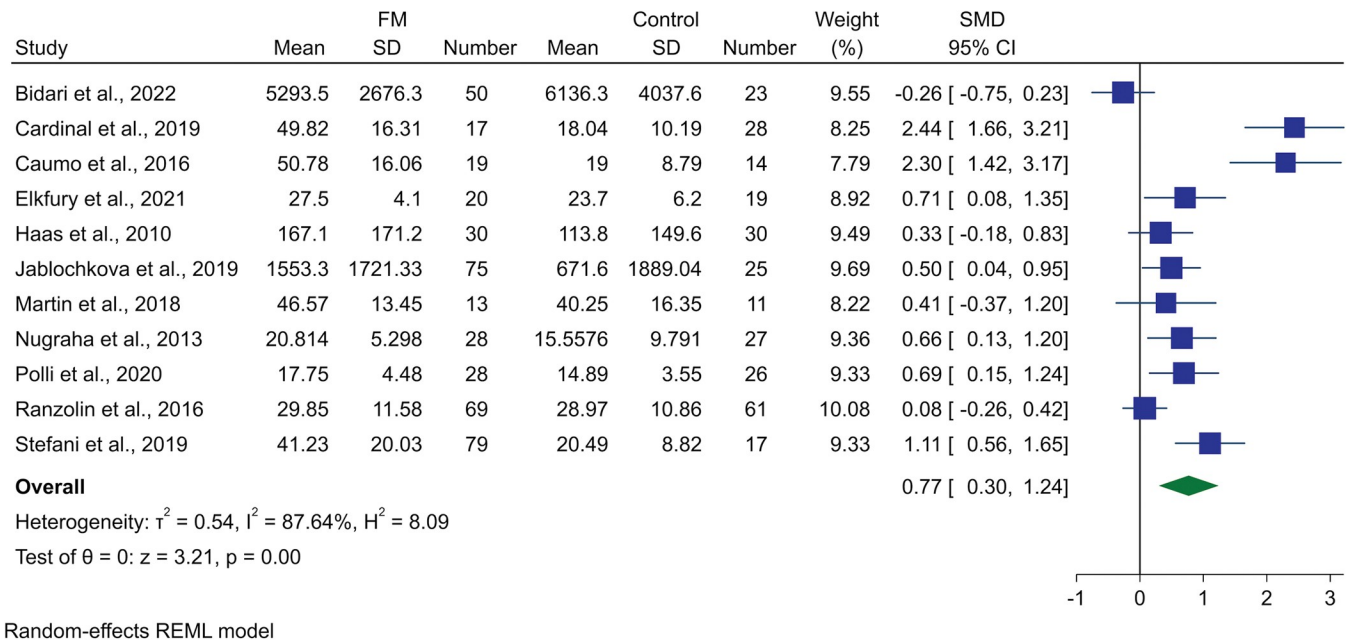 FM Control Weight SMD
Study Mean SD Number Mean SD Number (%) 95% CI
Bidari et al., 2022 5293.5 2676.3 50 6136.3 4037.6 23 9.55 -0.26 [ -0.75, 0.23]
Cardinal et al., 2019 49.82 16.31 17 18.04 10.19 28 8.25 2.44 [ 1.66, 3.21]
Caumo et al., 2016 50.78 16.06 19 19 8.79 14 7.79 2.30 [ 1.42, 3.17]
Elkfury et al., 2021 27.5 4.1 20 23.7 6.2 19 8.92 0.71 [ 0.08, 1.35]
Haas et al., 2010 167.1 171.2 30 113.8 149.6 30 9.49 0.33 [ -0.18, 0.83]
Jablochkova et al., 2019 1553.3 1721.33 75 671.6 1889.04 25 9.69 0.50 [ 0.04, 0.95]
Martin et al., 2018 46.57 13.45 13 40.25 16.35 11 8.22 0.41 [ -0.37, 1.20]
Nugraha et al., 2013 20.814 5.298 28 15.5576 9.791 27 9.36 0.66 [ 0.13, 1.20]
Polli et al., 2020 17.75 4.48 28 14.89 3.55 26 9.33 0.69 [ 0.15, 1.24]
Ranzolin et al., 2016 29.85 11.58 69 28.97 10.86 61 10.08 0.08 [ -0.26, 0.42]
Stefani et al., 2019 41.23 20.03 79 20.49 8.82 17 9.33 1.11 [ 0.56, 1.65]
Overall 0.77 [ 0.30, 1.24]
Heterogeneity: τ² = 0.54, I² = 87.64%, H² = 8.09
Test of θ = 0: z = 3.21, p = 0.00
-1 0 1 2 3
Random-effects REML model